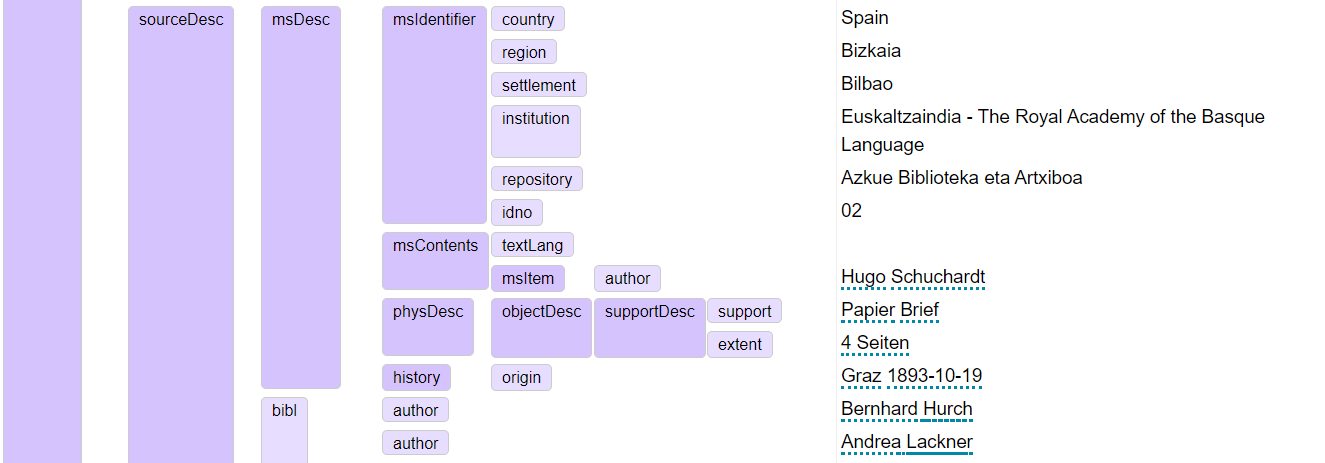 sourceDesc msDesc msIdentifier country Spain
region Bizkaia
settlement Bilbao
institution Euskaltzaindia - The Royal Academy of the Basque
Language
repository Azkue Biblioteka eta Artxiboa
idno 02
msContents textLang
msItem author Hugo Schuchardt
physDesc objectDesc supportDesc support Papier Brief
extent 4 Seiten
history origin Graz 1893-10-19
bibl author Bernhard Hurch
author Andrea Lackner